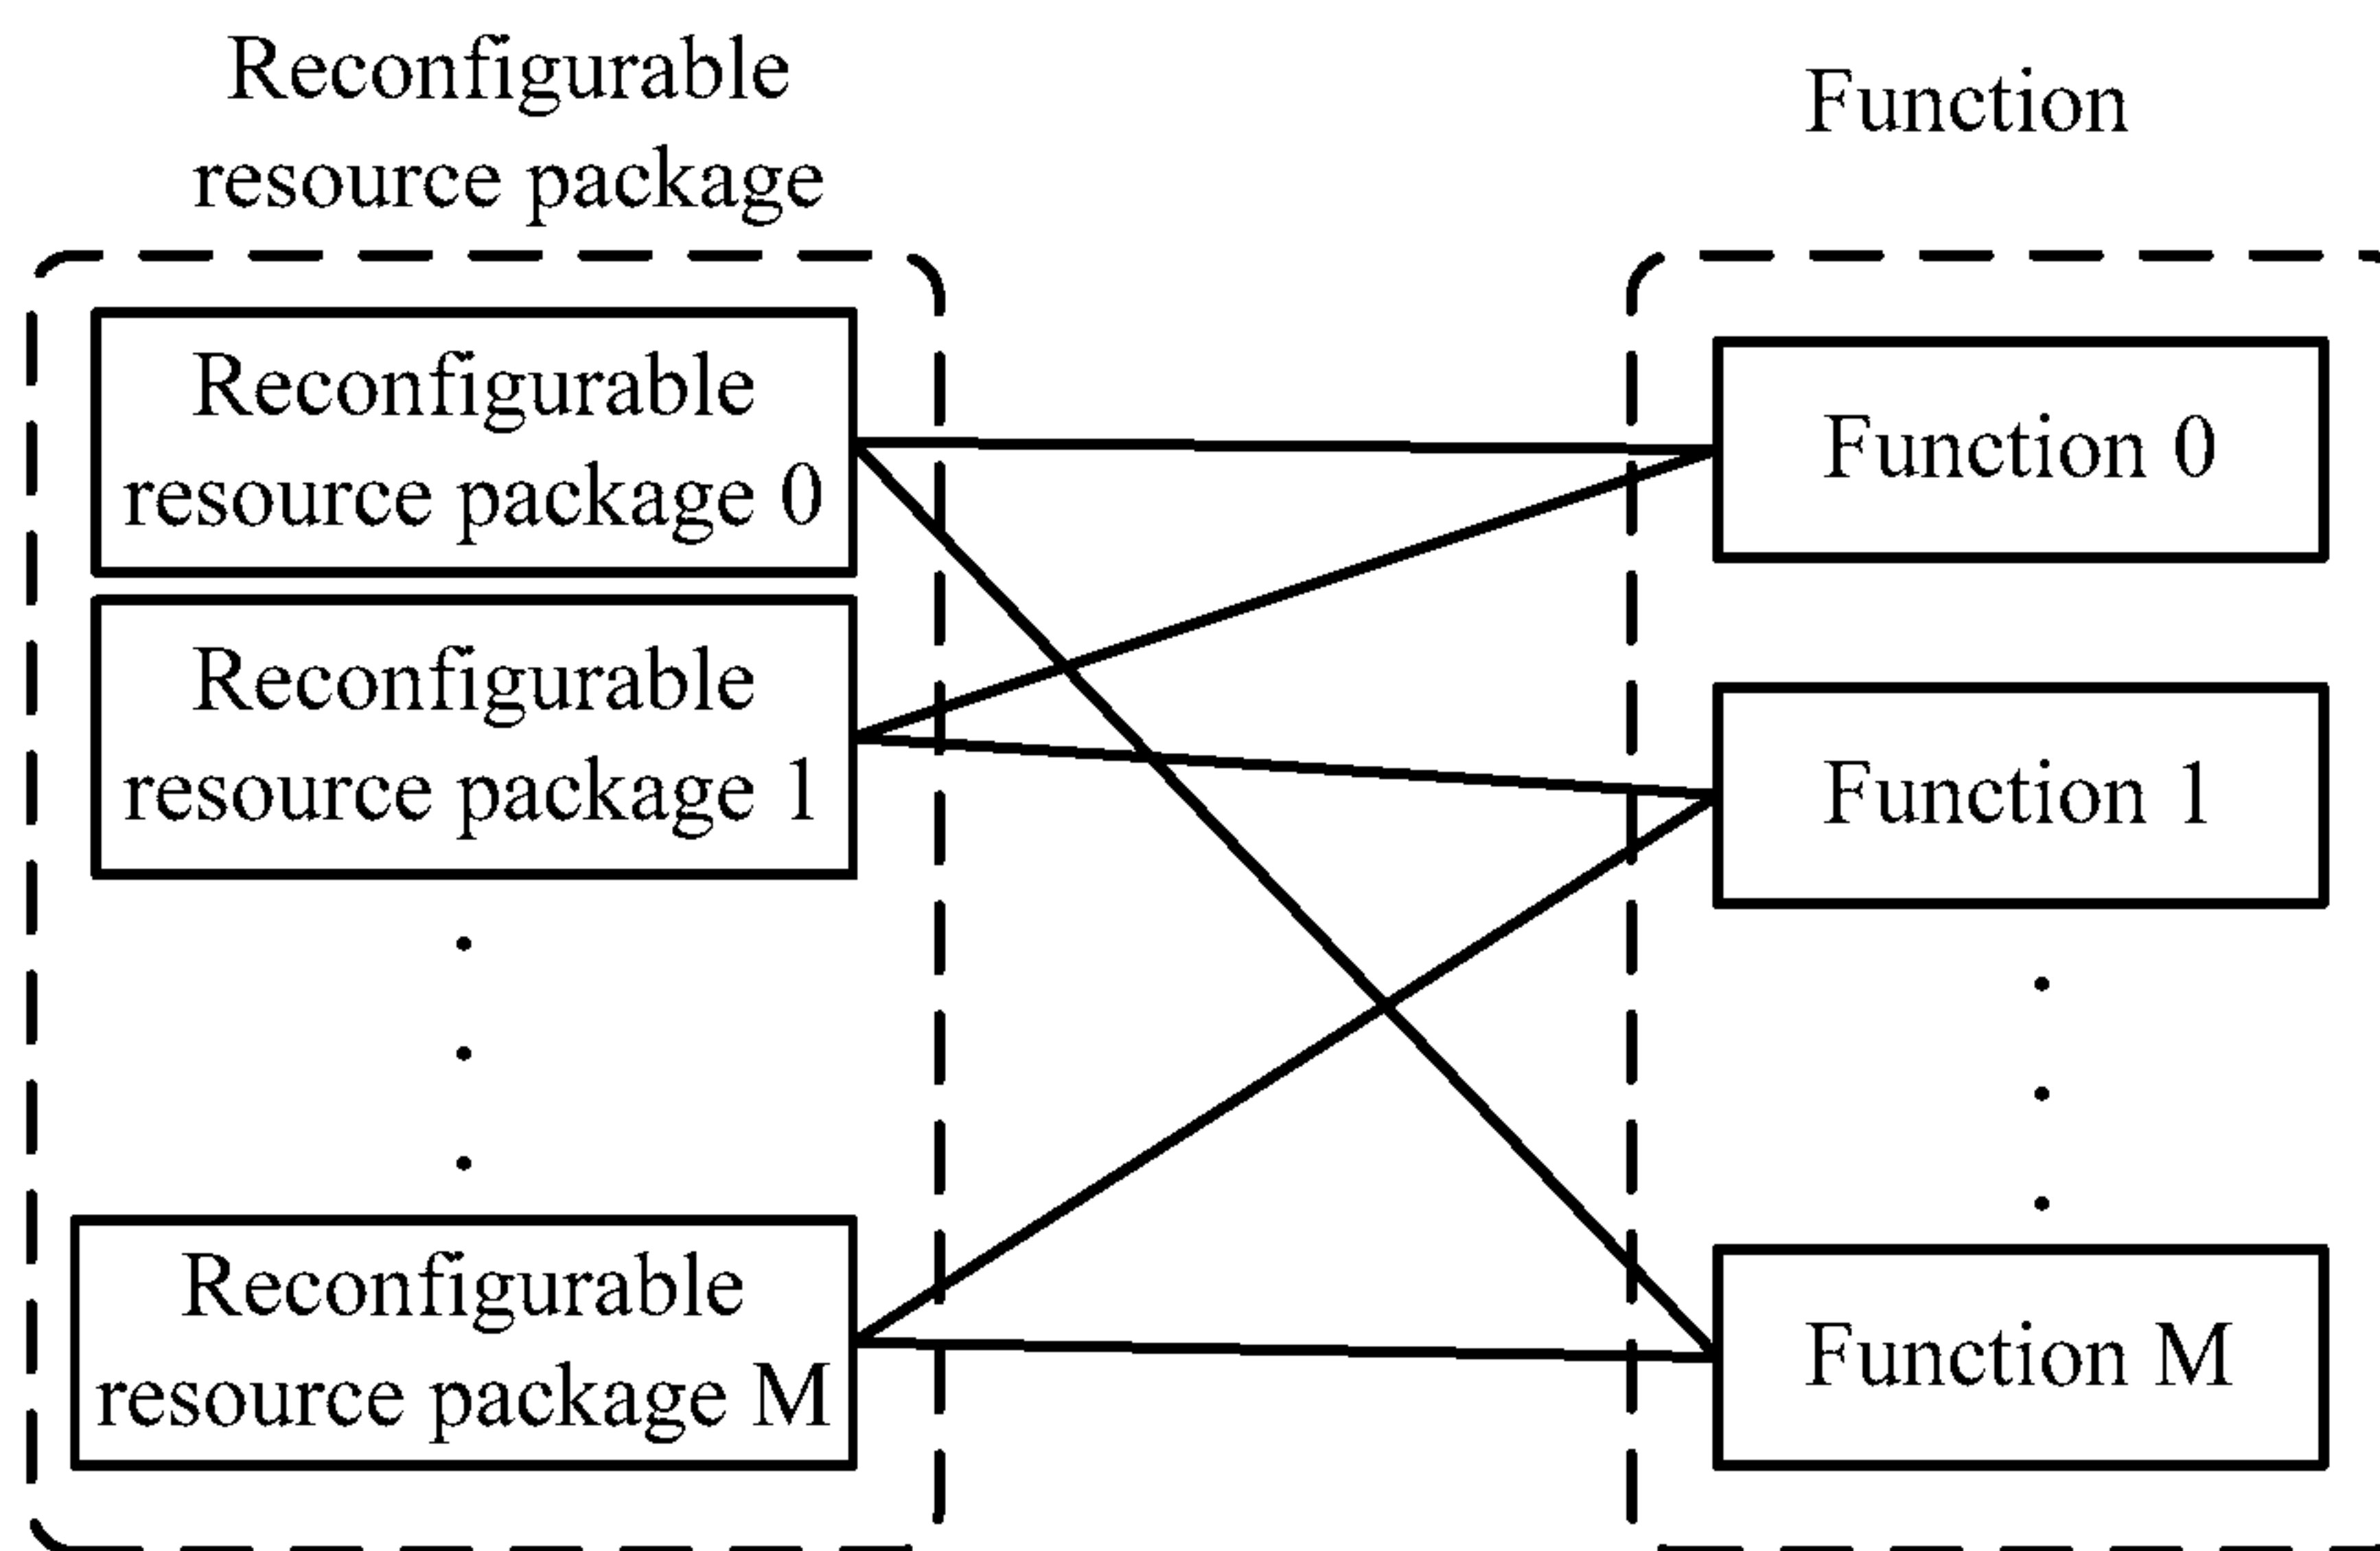 Reconfigurable
resource package
Function
Reconfigurable
resource package 0
Reconfigurable
resource package 1
Reconfigurable
resource package M
Function 0
Function 1
Function M